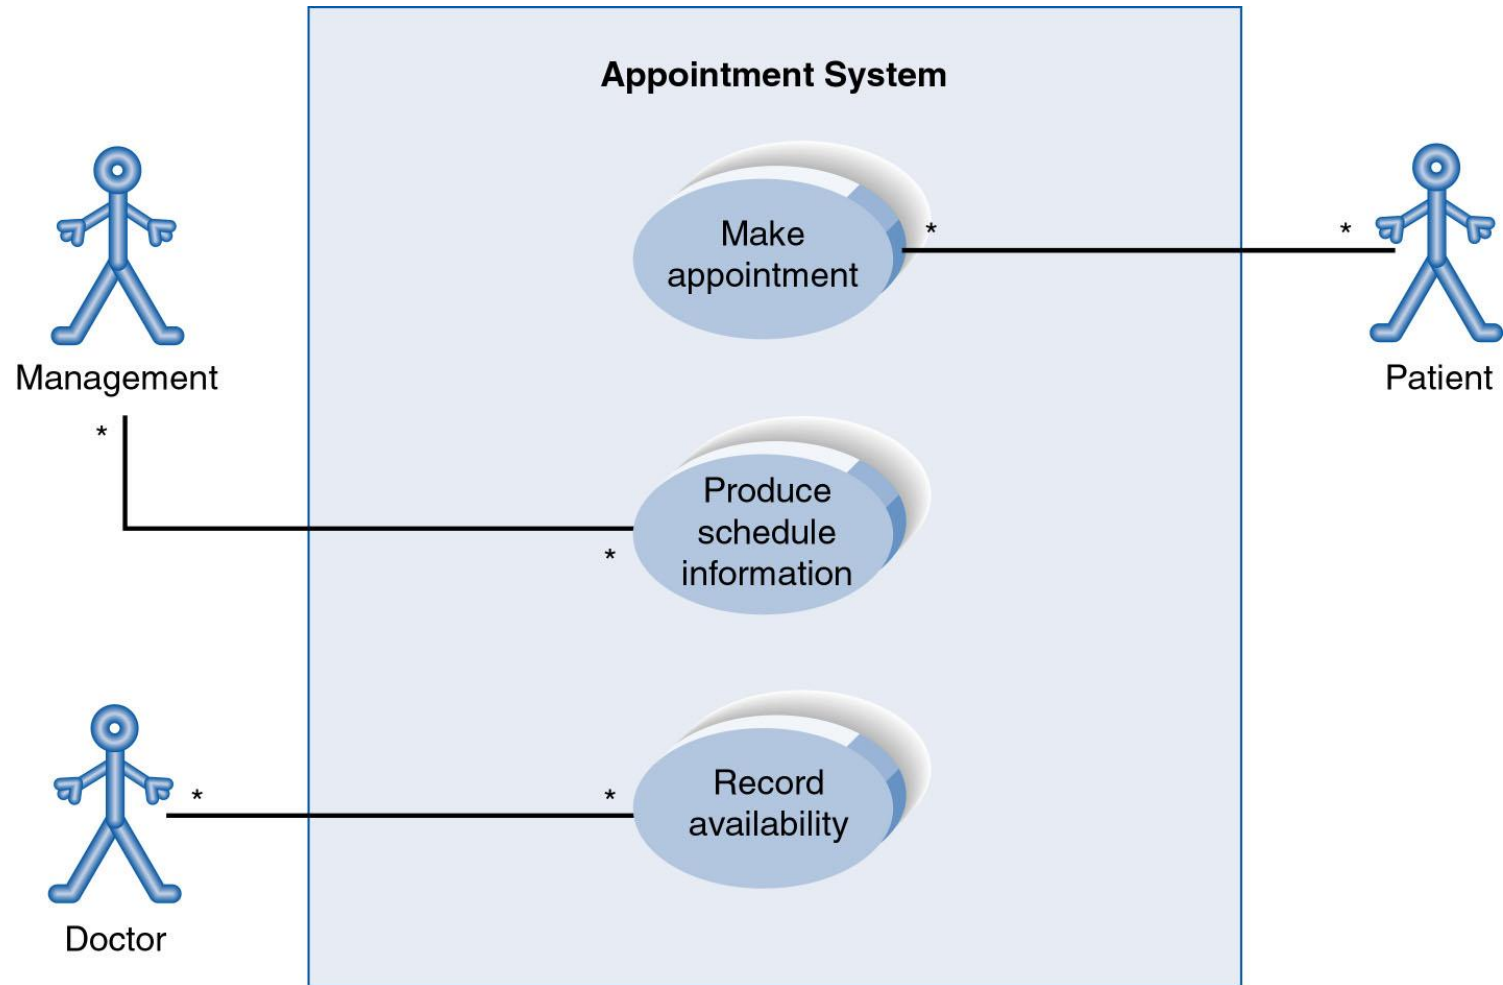 Appointment System
Make
appointment
*
*
Patient
Management
*
Produce
schedule
information
*
Record
availability
*
*
Doctor